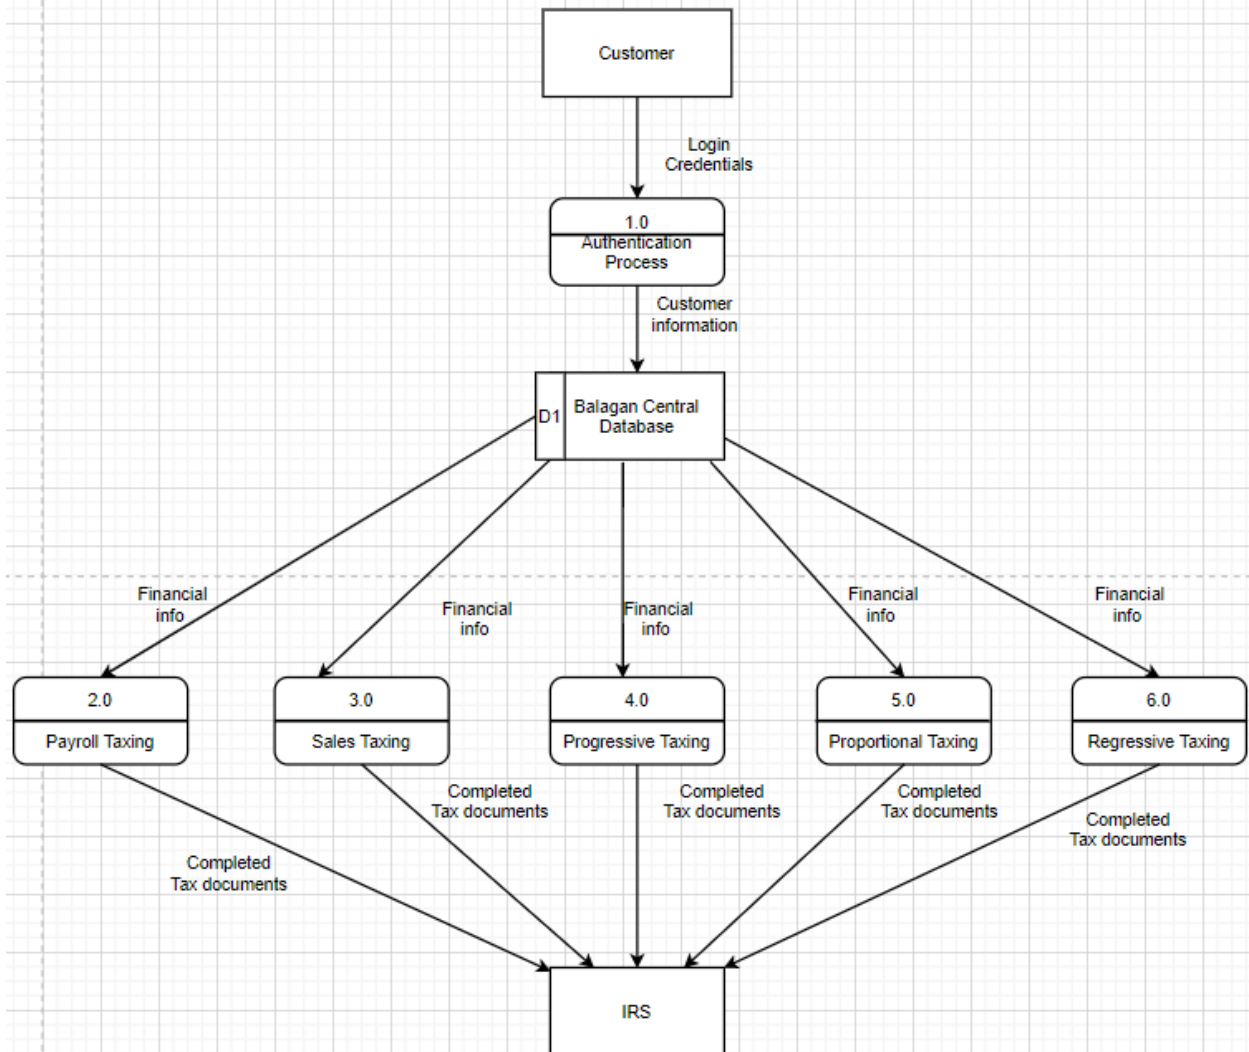 Customer
Login
Credentials
1.0
Authentication
Process
Customer
information
D1
Balagan Central
Database
Financial
info
Financial
info
Financial
info
Financial
info
Financial
info
2.0
Payroll Taxing
3.0
Sales Taxing
4.0
Progressive Taxing
5.0
Proportional Taxing
6.0
Regressive Taxing
Completed
Tax documents
Completed
Tax documents
Completed
Tax documents
Completed
Tax documents
Completed
Tax documents
IRS